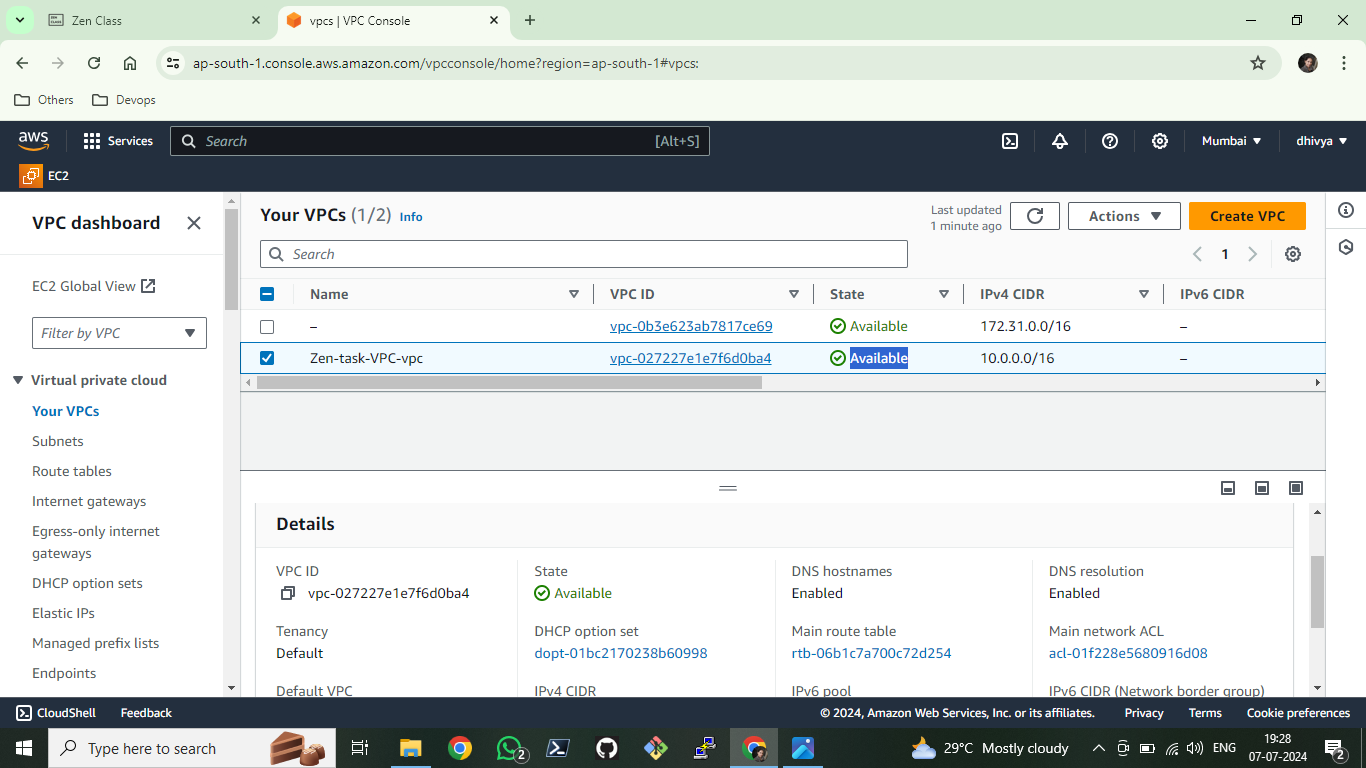 Zen Class
vpcs | VPC Console
ap-south-1.console.aws.amazon.com/vpcconsole/home?region=ap-south-1#vpcs:
Others
Devops
aws
Services
Search
[Alt+S]
Mumbai
dhivya
EC2
VPC dashboard
EC2 Global View
Filter by VPC
Virtual private cloud
Your VPCs
Subnets
Route tables
Internet gateways
Egress-only internet
gateways
DHCP option sets
Elastic IPs
Managed prefix lists
Endpoints
Your VPCs (1/2) Info
Last updated
1 minute ago
Actions
Create VPC
Search
1
Name VPC ID State IPv4 CIDR IPv6 CIDR
– vpc-0b3e623ab7817ce69 Available 172.31.0.0/16 –
Zen-task-VPC-vpc vpc-027227e1e7f6d0ba4 Available 10.0.0.0/16 –
Details
VPC ID
vpc-027227e1e7f6d0ba4
State
Available
DNS hostnames
Enabled
DNS resolution
Enabled
Tenancy
Default
DHCP option set
dopt-01bc2170238b60998
Main route table
rtb-06b1c7a700c72d254
Main network ACL
acl-01f228e5680916d08
Default VPC
IPv4 CIDR
IPv6 pool
IPv6 CIDR (Network border group)
CloudShell
Feedback
© 2024, Amazon Web Services, Inc. or its affiliates.
Privacy
Terms
Cookie preferences
Type here to search
2
29°C Mostly cloudy
ENG
19:28
07-07-2024
2